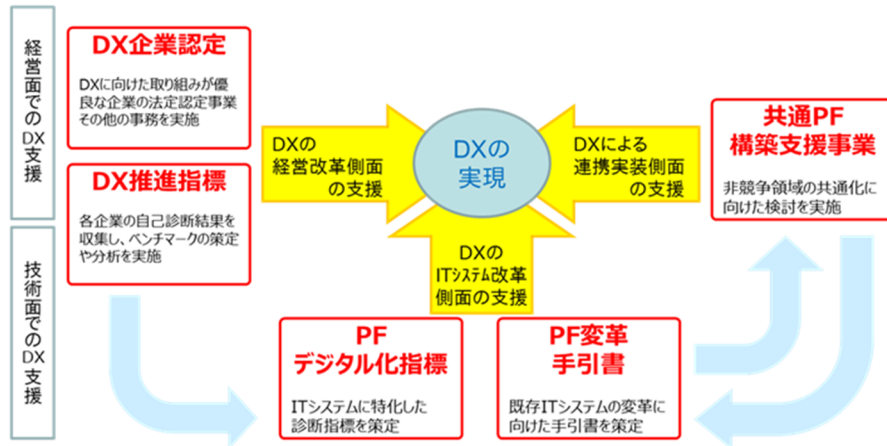 経営面でのDX支援
技術面でのDX支援
DX企業認定
DXに向けた取り組みが優
良な企業の法定認定事業
その他の事務を実施
DX推進指標
各企業の自己診断結果を
収集し、ベンチマークの策定
や分析を実施
DXの
経営改革側面
の支援
DXの
実現
DXによる
連携実装側面
の支援
共通PF
構築支援事業
非競争領域の共通化に
向けた検討を実施
DXの
ITシステム改革
側面の支援
PF
デジタル化指標
ITシステムに特化した
診断指標を策定
PF変革
手引書
既存ITシステムの変革に
向けた手引書を策定